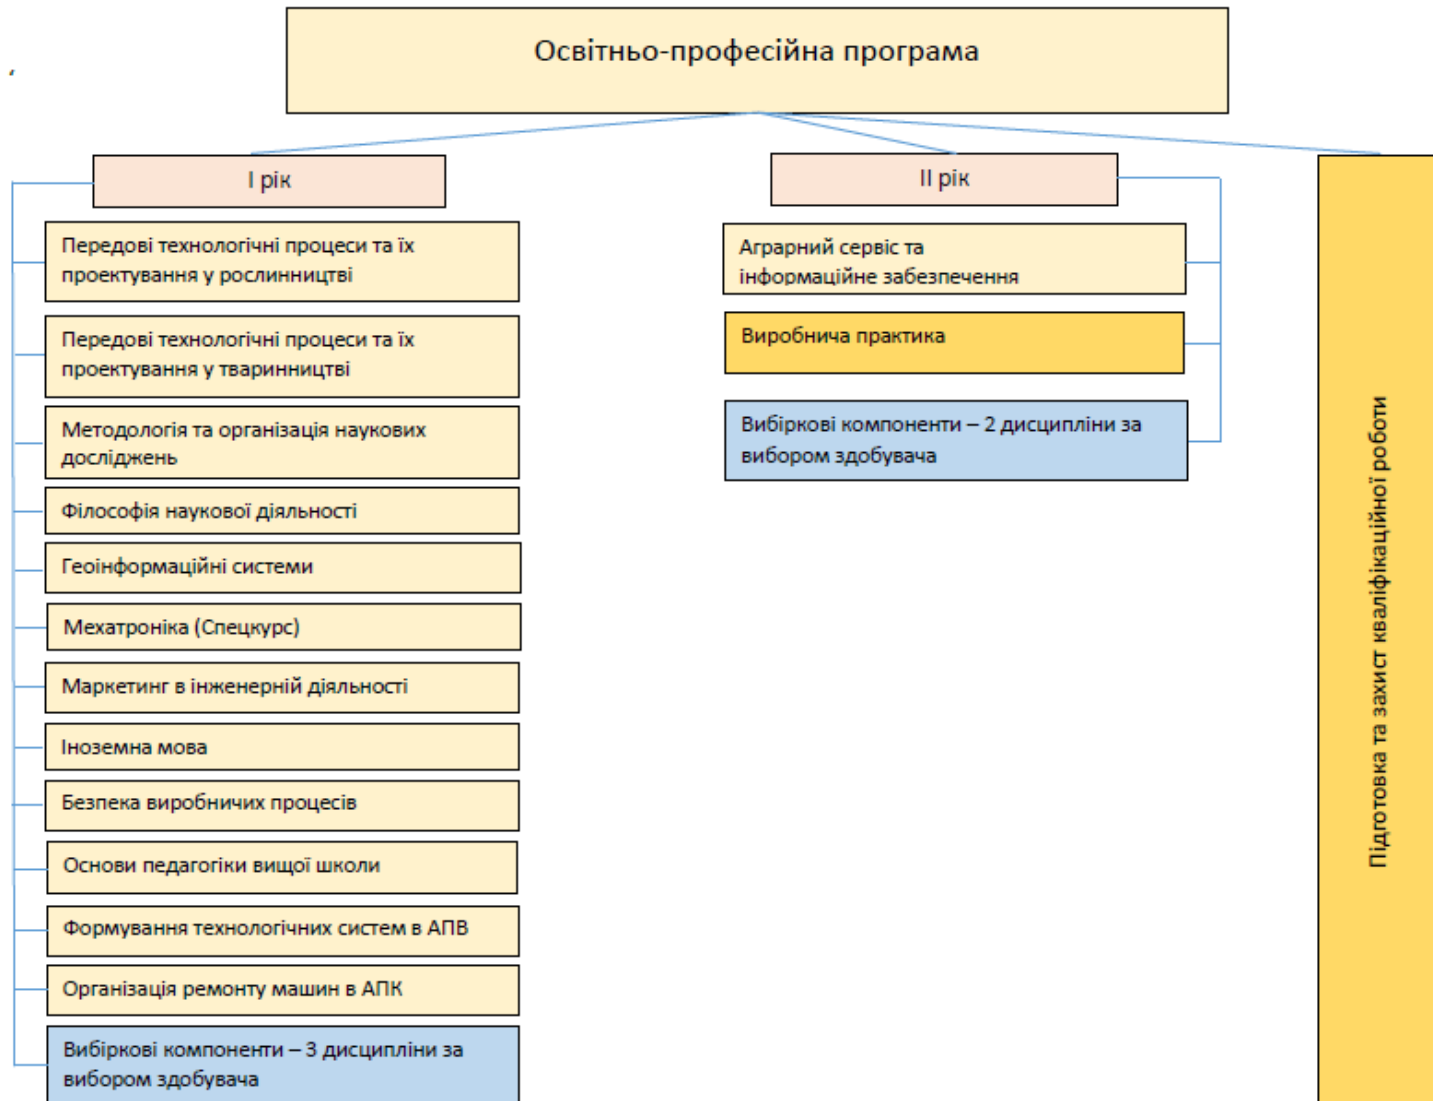 Освітньо-професійна програма
І рік
Передові технологічні процеси та їх
проектування у рослинництві
Передові технологічні процеси та їх
проектування у тваринництві
Методологія та організація наукових
досліджень
Філософія наукової діяльності
Геоінформаційні системи
Мехатроніка (Спецкурс)
Маркетинг в інженерній діяльності
Іноземна мова
Безпека виробничих процесів
Основи педагогіки вищої школи
Формування технологічних систем в АПВ
Організація ремонту машин в АПК
Вибіркові компоненти – 3 дисципліни за
вибором здобувача
ІІ рік
Аграрний сервіс та
інформаційне забезпечення
Виробнича практика
Вибіркові компоненти – 2 дисципліни за
вибором здобувача
Підготовка та захист кваліфікаційної роботи